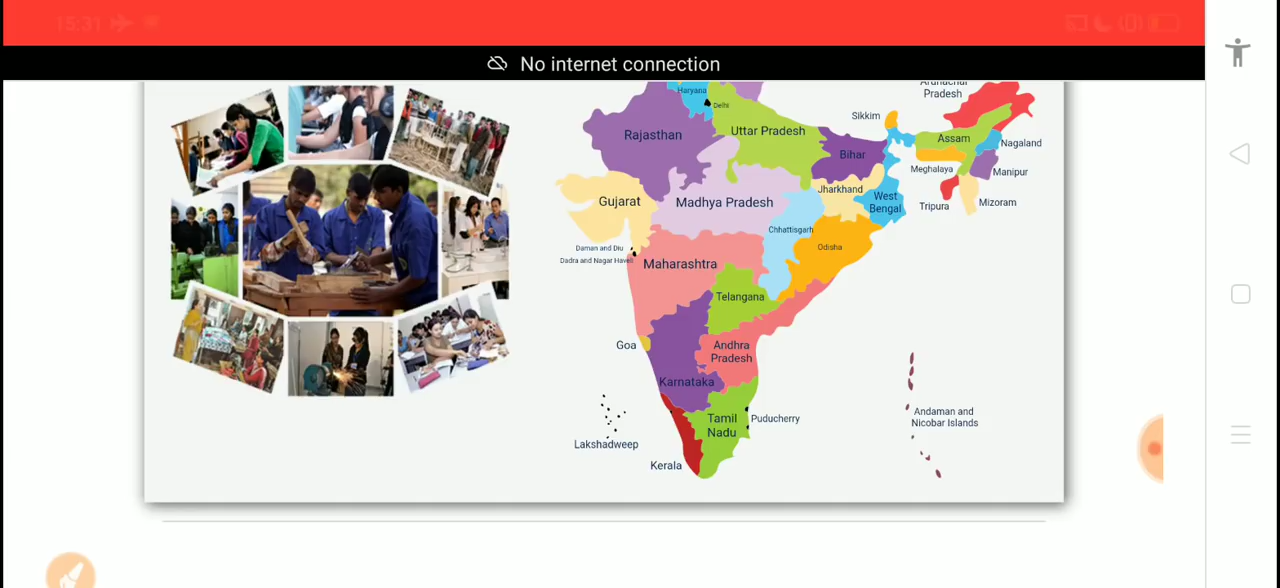 15:31
No internet connection
Arunachal
Pradesh
Haryana
Delhi
Sikkim
Rajasthan
Uttar Pradesh
Assam
Nagaland
Bihar
Meghalaya
Manipur
Jharkhand
Gujarat
Madhya Pradesh
West
Bengal
Tripura
Mizoram
Chhattisgarh
Daman and Diu
Dadra and Nagar Haveli
Odisha
Maharashtra
Telangana
Goa
Andhra
Pradesh
Karnataka
Tamil
Nadu
Puducherry
Andaman and
Nicobar Islands
Lakshadweep
Kerala